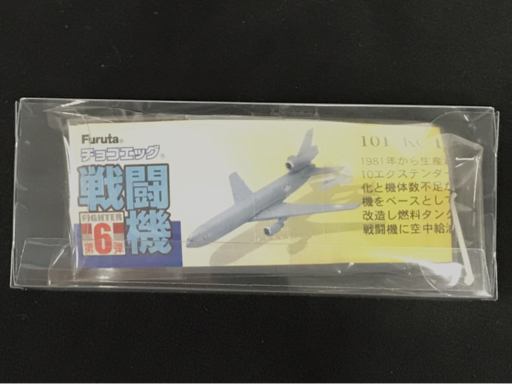 Furuta®
チョコエッグ®
戦闘機
FIGHTER
第6弾
101
1981年から生産
10エクステンダー
化と機体数不足だ
機をベースとして
改造し燃料タンク
戦闘機に空中給油